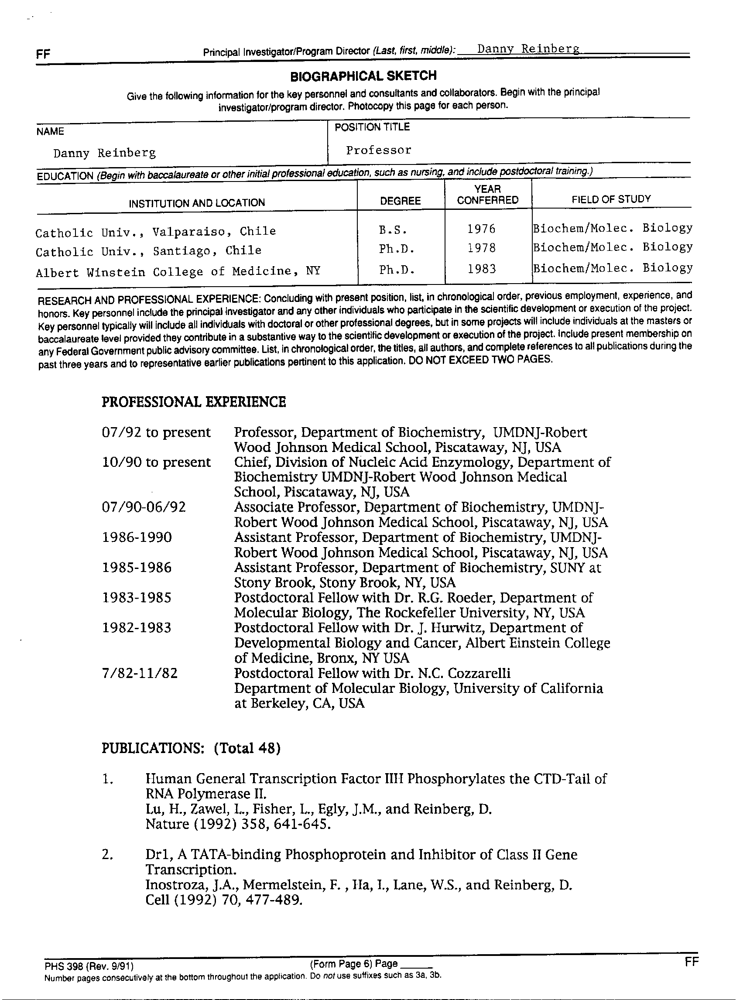 FF
Principal Investigator/Program Director (Last, first, middle): Danny Reinberg
BIOGRAPHICAL SKETCH
Give the following information for the key personnel and consultants and collaborators. Begin with the principal
investigator/program director. Photocopy this page for each person.
NAME
POSITION TITLE
Danny Reinberg
Professor
EDUCATION (Begin with baccalaureate or other initial professional education, such as nursing, and include postdoctoral training.)
INSTITUTION AND LOCATION DEGREE YEAR CONFERRED FIELD OF STUDY
Catholic Univ., Valparaiso, Chile B.S. 1976 Biochem/Molec. Biology
Catholic Univ., Santiago, Chile Ph.D. 1978 Biochem/Molec. Biology
Albert Winstein College of Medicine, NY Ph.D. 1983 Biochem/Molec. Biology
RESEARCH AND PROFESSIONAL EXPERIENCE: Concluding with present position, list, in chronological order, previous employment, experience, and
honors. Key personnel include the principal investigator and any other individuals who participate in the scientific development or execution of the project.
Key personnel typically will include all individuals with doctoral or other professional degrees, but in some projects will include individuals at the masters or
baccalaureate level provided they contribute in a substantive way to the scientific development or execution of the project. Include present membership on
any Federal Government public advisory committee. List, in chronological order, the titles, all authors, and complete references to all publications during the
past three years and to representative earlier publications pertinent to this application. DO NOT EXCEED TWO PAGES.
PROFESSIONAL EXPERIENCE
07/92 to present Professor, Department of Biochemistry, UMDNJ-Robert
Wood Johnson Medical School, Piscataway, NJ, USA
10/90 to present Chief, Division of Nucleic Acid Enzymology, Department of
Biochemistry UMDNJ-Robert Wood Johnson Medical
School, Piscataway, NJ, USA
07/90-06/92 Associate Professor, Department of Biochemistry, UMDNJ-
Robert Wood Johnson Medical School, Piscataway, NJ, USA
1986-1990 Assistant Professor, Department of Biochemistry, UMDNJ-
Robert Wood Johnson Medical School, Piscataway, NJ, USA
1985-1986 Assistant Professor, Department of Biochemistry, SUNY at
Stony Brook, Stony Brook, NY, USA
1983-1985 Postdoctoral Fellow with Dr. R.G. Roeder, Department of
Molecular Biology, The Rockefeller University, NY, USA
1982-1983 Postdoctoral Fellow with Dr. J. Hurwitz, Department of
Developmental Biology and Cancer, Albert Einstein College
of Medicine, Bronx, NY USA
7/82-11/82 Postdoctoral Fellow with Dr. N.C. Cozzarelli
Department of Molecular Biology, University of California
at Berkeley, CA, USA
PUBLICATIONS: (Total 48)
1. Human General Transcription Factor IIH Phosphorylates the CTD-Tail of
RNA Polymerase II.
Lu, H., Zawel, L., Fisher, L., Egly, J.M., and Reinberg, D.
Nature (1992) 358, 641-645.
2. Dr1, A TATA-binding Phosphoprotein and Inhibitor of Class II Gene
Transcription.
Inostroza, J.A., Mermelstein, F. , Ha, I., Lane, W.S., and Reinberg, D.
Cell (1992) 70, 477-489.
PHS 398 (Rev. 9/91) (Form Page 6) Page ______ FF
Number pages consecutively at the bottom throughout the application. Do not use suffixes such as 3a, 3b.